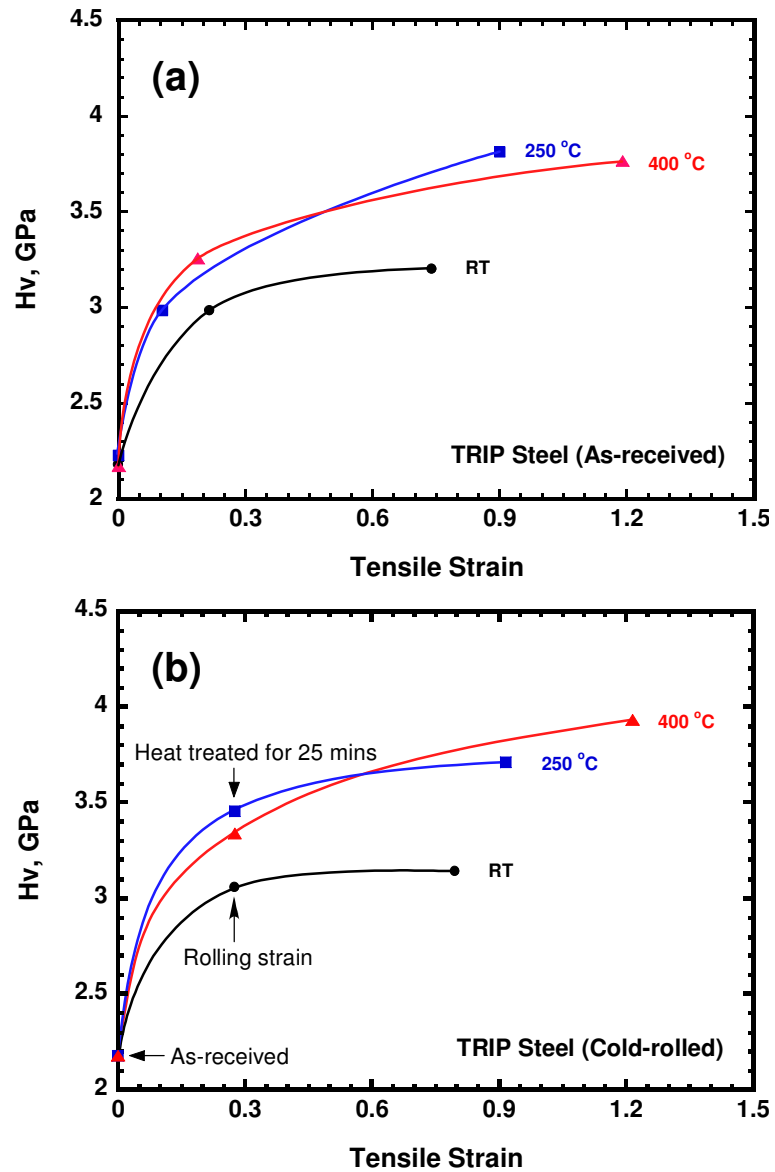 4.5
(a)
4
250 °C
400 °C
3.5
Hv, GPa
RT
3
2.5
TRIP Steel (As-received)
2
0 0.3 0.6 0.9 1.2 1.5
Tensile Strain
4.5
(b)
4
400 °C
Heat treated for 25 mins
250 °C
3.5
Hv, GPa
RT
3
Rolling strain
2.5
As-received
TRIP Steel (Cold-rolled)
2
0 0.3 0.6 0.9 1.2 1.5
Tensile Strain